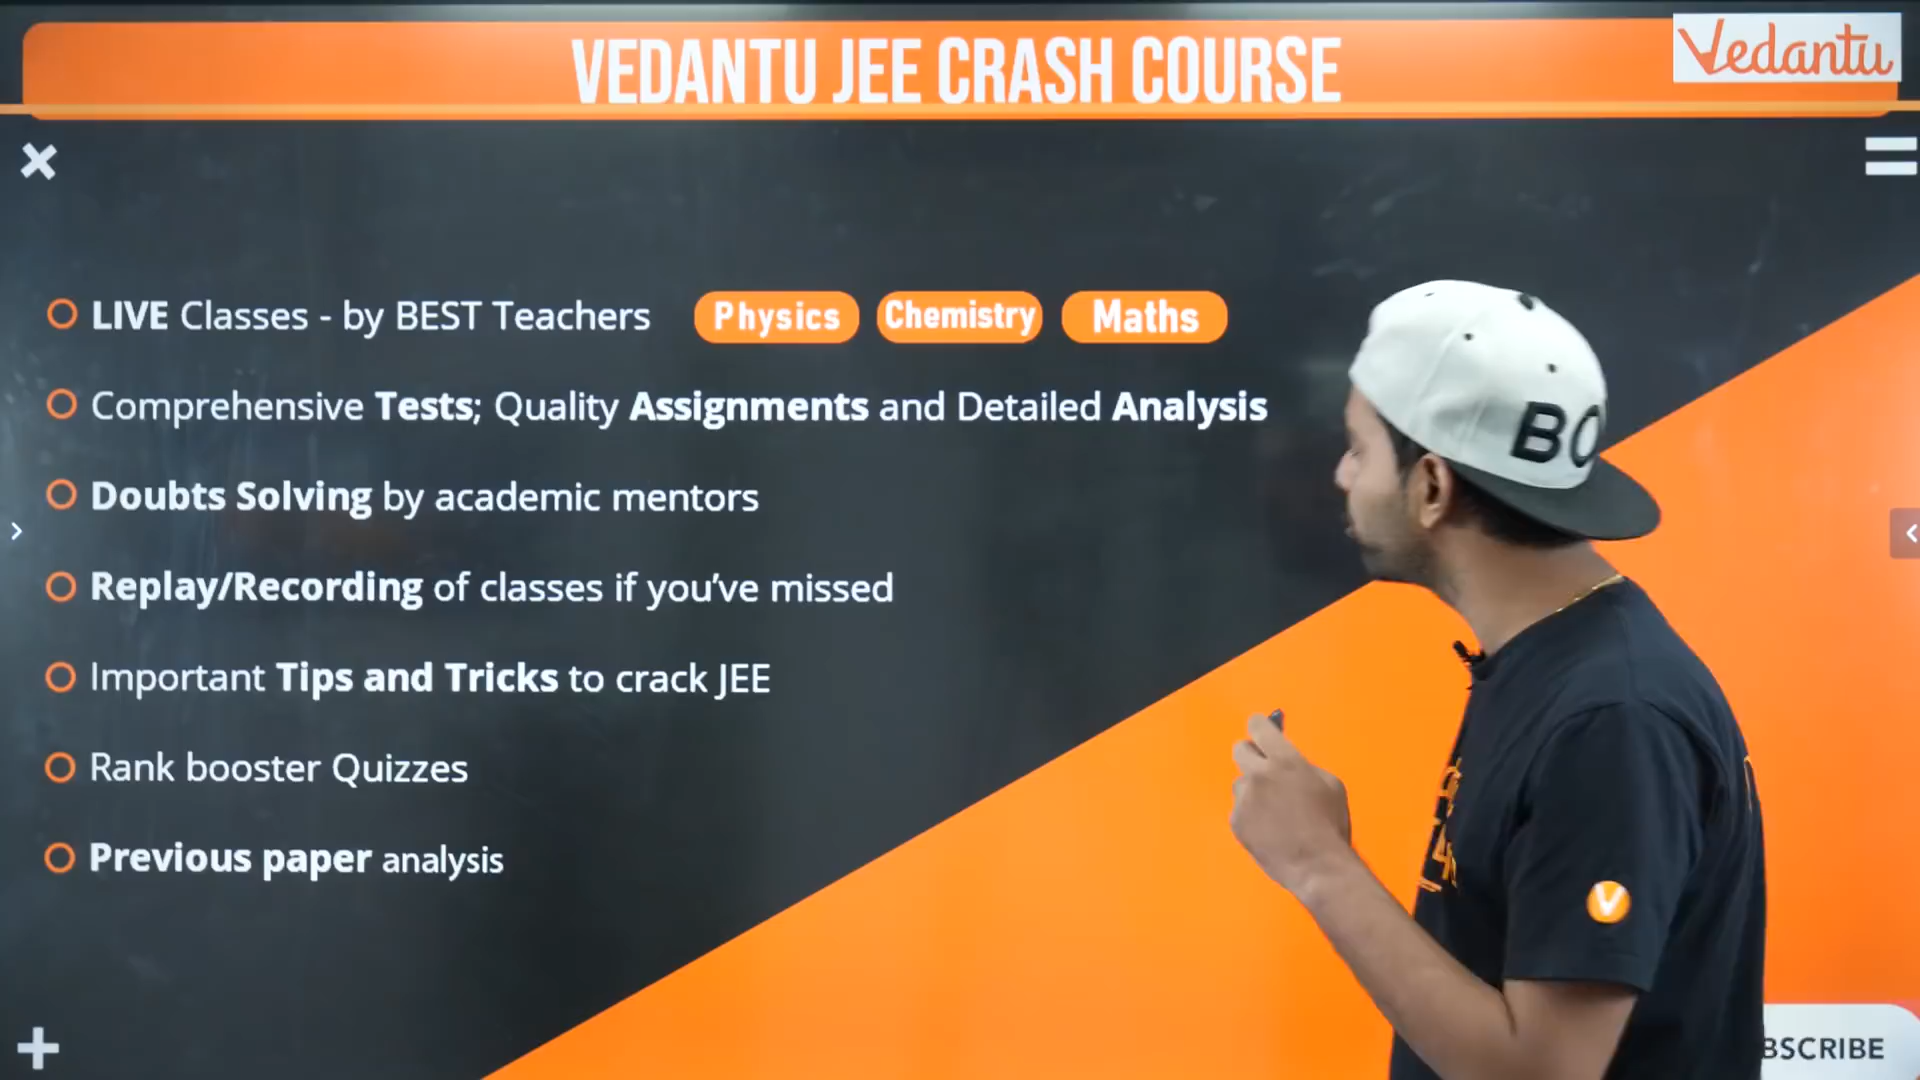 VEDANTU JEE CRASH COURSE
Vedantu
LIVE Classes - by BEST Teachers Physics Chemistry Maths
Comprehensive Tests; Quality Assignments and Detailed Analysis
BO
Doubts Solving by academic mentors
Replay/Recording of classes if you’ve missed
Important Tips and Tricks to crack JEE
Rank booster Quizzes
Previous paper analysis
V
BSCRIBE